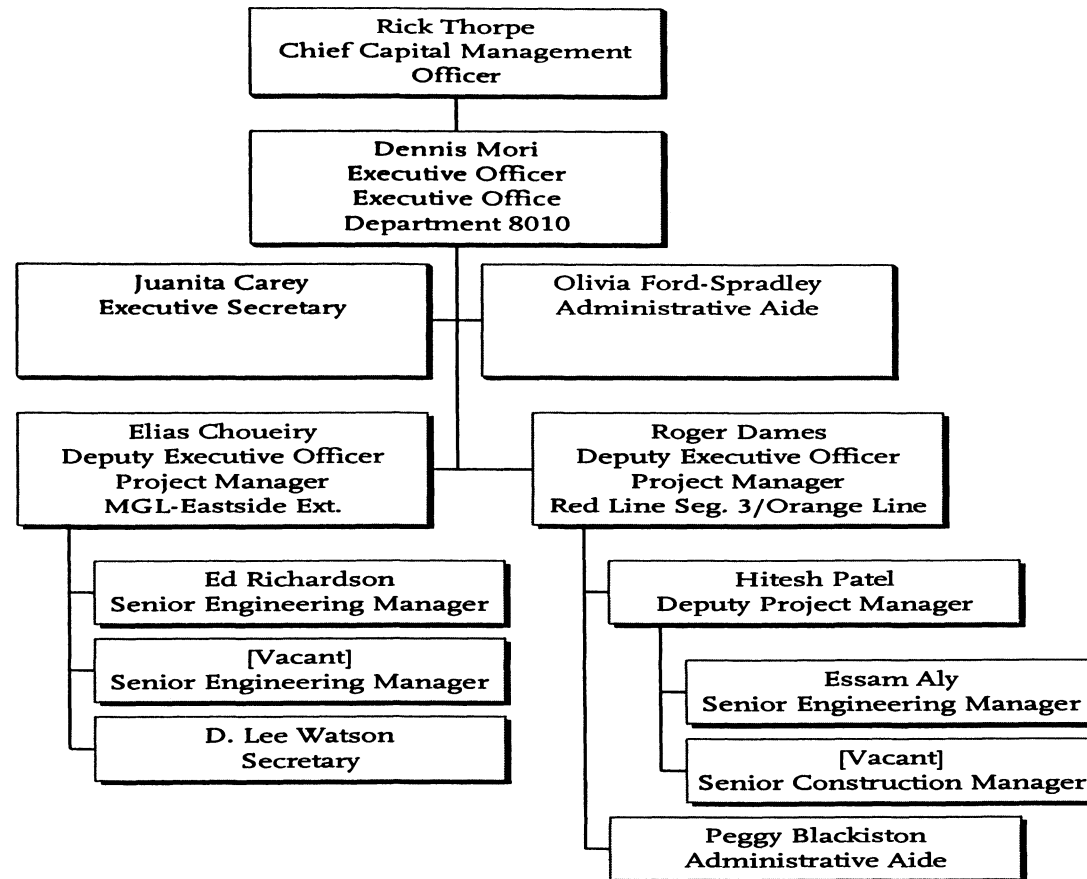 Rick Thorpe
Chief Capital Management
Officer
Dennis Mori
Executive Officer
Executive Office
Department 8010
Juanita Carey
Executive Secretary
Olivia Ford-Spradley
Administrative Aide
Elias Choueiry
Deputy Executive Officer
Project Manager
MGL-Eastside Ext.
Roger Dames
Deputy Executive Officer
Project Manager
Red Line Seg. 3/Orange Line
Ed Richardson
Senior Engineering Manager
[Vacant]
Senior Engineering Manager
D. Lee Watson
Secretary
Hitesh Patel
Deputy Project Manager
Essam Aly
Senior Engineering Manager
[Vacant]
Senior Construction Manager
Peggy Blackiston
Administrative Aide